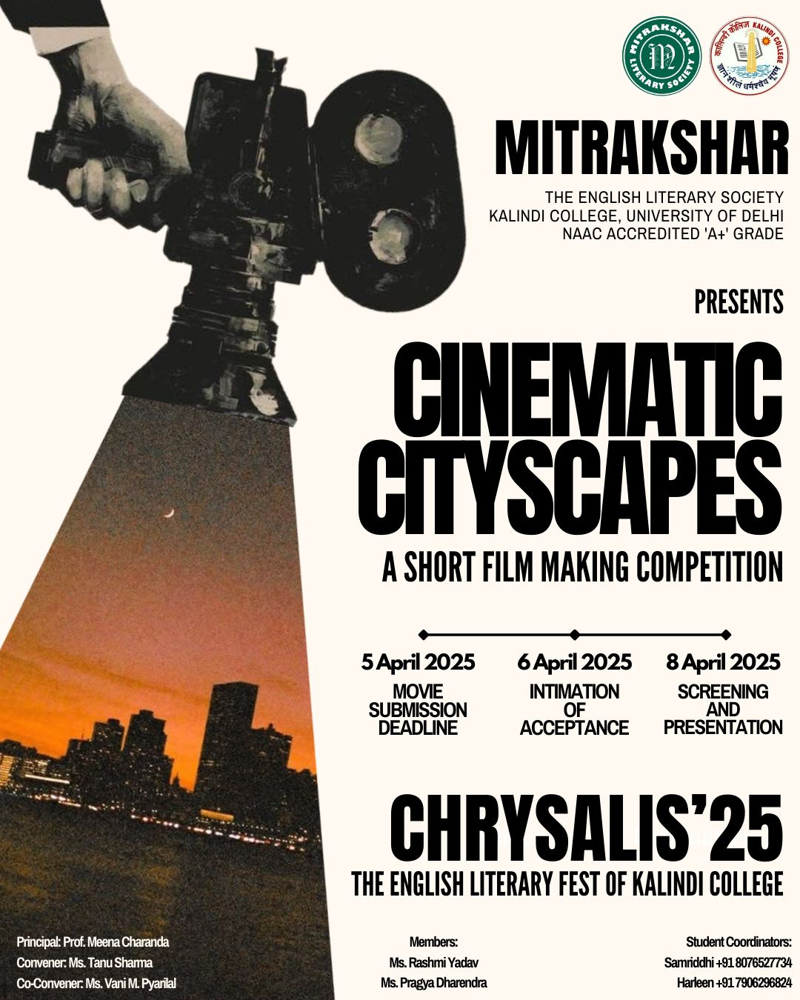 MITRAKSHAR
LITERARY SOCIETY
कालिन्दी कॉलिज KALINDI COLLEGE
ज्ञान शीलं धर्मश्चैव भूषणं
MITRAKSHAR
THE ENGLISH LITERARY SOCIETY
KALINDI COLLEGE, UNIVERSITY OF DELHI
NAAC ACCREDITED 'A+' GRADE
PRESENTS
CINEMATIC
CITYSCAPES
A SHORT FILM MAKING COMPETITION
5 April 2025
MOVIE
SUBMISSION
DEADLINE
6 April 2025
INTIMATION
OF
ACCEPTANCE
8 April 2025
SCREENING
AND
PRESENTATION
CHRYSALIS’25
THE ENGLISH LITERARY FEST OF KALINDI COLLEGE
Principal: Prof. Meena Charanda
Convener: Ms. Tanu Sharma
Co-Convener: Ms. Vani M. Pyarilal
Members:
Ms. Rashmi Yadav
Ms. Pragya Dharendra
Student Coordinators:
Samriddhi +91 8076527734
Harleen +91 7906296824